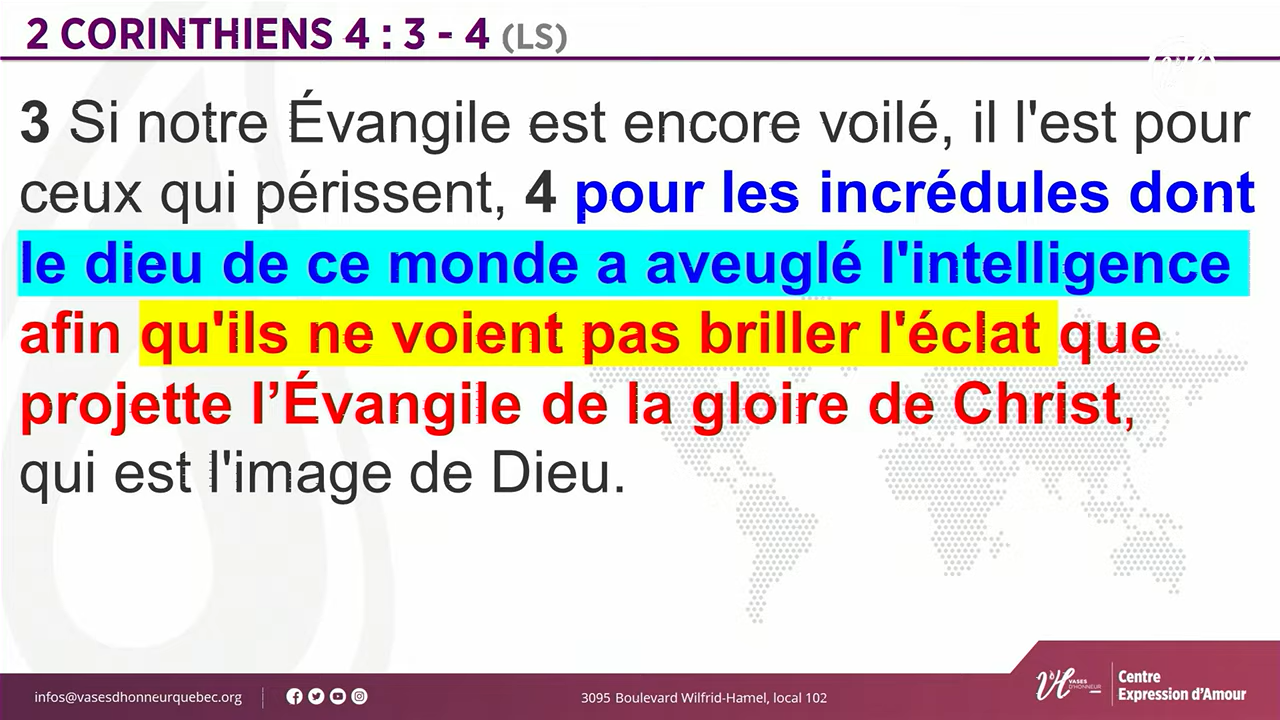 2 CORINTHIENS 4 : 3 - 4 (LS)
3 Si notre Évangile est encore voilé, il l'est pour
ceux qui périssent, 4 pour les incrédules dont
le dieu de ce monde a aveuglé l'intelligence
afin qu'ils ne voient pas briller l'éclat que
projette l’Évangile de la gloire de Christ,
qui est l'image de Dieu.
infos@vasesdhonneurquebec.org
3095 Boulevard Wilfrid-Hamel, local 102
VASES
D'HONNEUR
Centre
Expression d’Amour